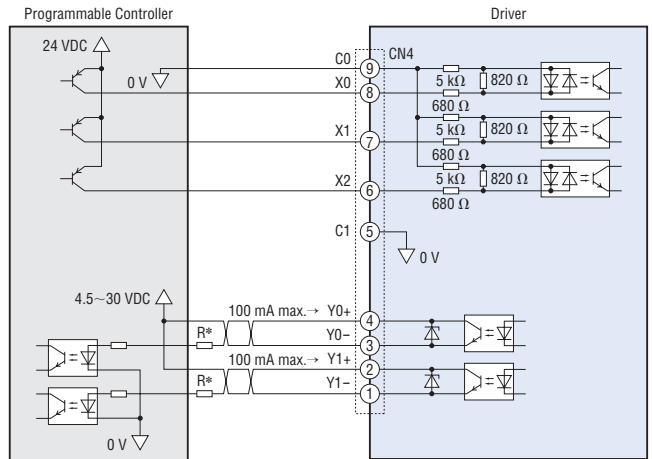 Programmable Controller
Driver
24 VDC
0 V
C0
CN4
9
5 kΩ
820 Ω
X0
8
680 Ω
5 kΩ
820 Ω
X1
7
680 Ω
5 kΩ
820 Ω
X2
6
680 Ω
C1
5
0 V
4.5~30 VDC
100 mA max.→
Y0+
4
R*
Y0−
3
100 mA max.→
Y1+
2
R*
Y1−
1
0 V